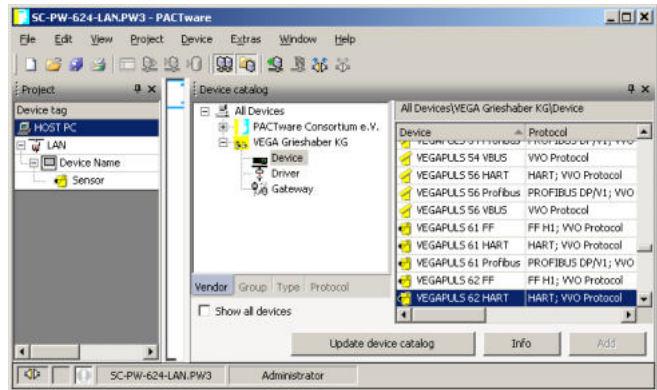 SC-PW-624-LAN.PW3 - PACTware
File Edit View Project Device Extras Window Help
Project
Device tag
HOST PC
LAN
Device Name
Sensor
Device catalog
All Devices
PACTware Consortium e.V.
VEGA Grieshaber KG
Device
Driver
Gateway
Vendor Group Type Protocol
Show all devices
All Devices\VEGA Grieshaber KG\Device
Device Protocol
VEGAPULS 54 VBUS VVO Protocol
VEGAPULS 56 HART HART; VVO Protocol
VEGAPULS 56 Profibus PROFIBUS DP/V1; VVO
VEGAPULS 56 VBUS VVO Protocol
VEGAPULS 61 FF FF H1; VVO Protocol
VEGAPULS 61 HART HART; VVO Protocol
VEGAPULS 61 Profibus PROFIBUS DP/V1; VVO
VEGAPULS 62 FF FF H1; VVO Protocol
VEGAPULS 62 HART HART; VVO Protocol
Update device catalog Info Add
SC-PW-624-LAN.PW3 Administrator